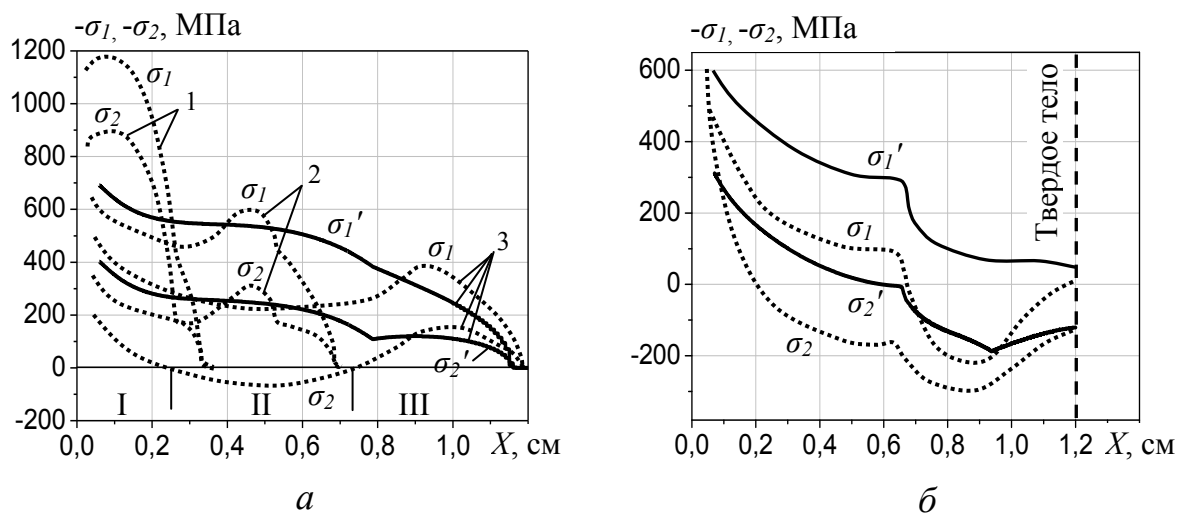 -σ1, -σ2, МПа
1200
1000
800
600
400
200
0
-200
0,0 0,2 0,4 0,6 0,8 1,0 X, см
σ1
σ2
1
2
σ1
σ1'
σ1
3
σ2
σ2'
σ2
I II III
а
-σ1, -σ2, МПа
600
400
200
0
-200
0,0 0,2 0,4 0,6 0,8 1,0 1,2 X, см
σ1'
σ1
σ2'
σ2
Твердое тело
б